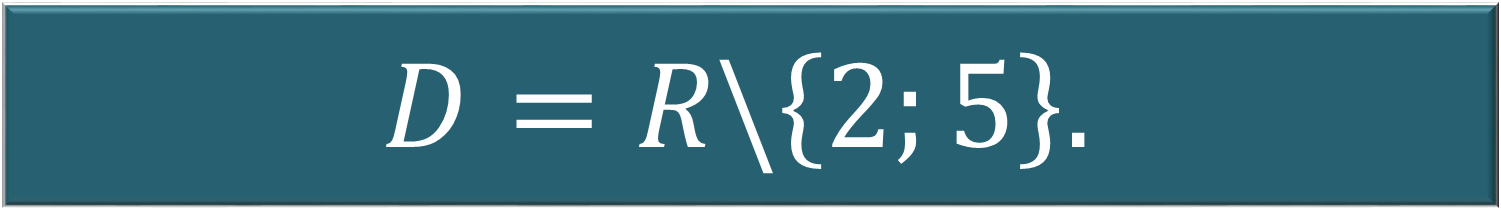 D = R\{2; 5}.